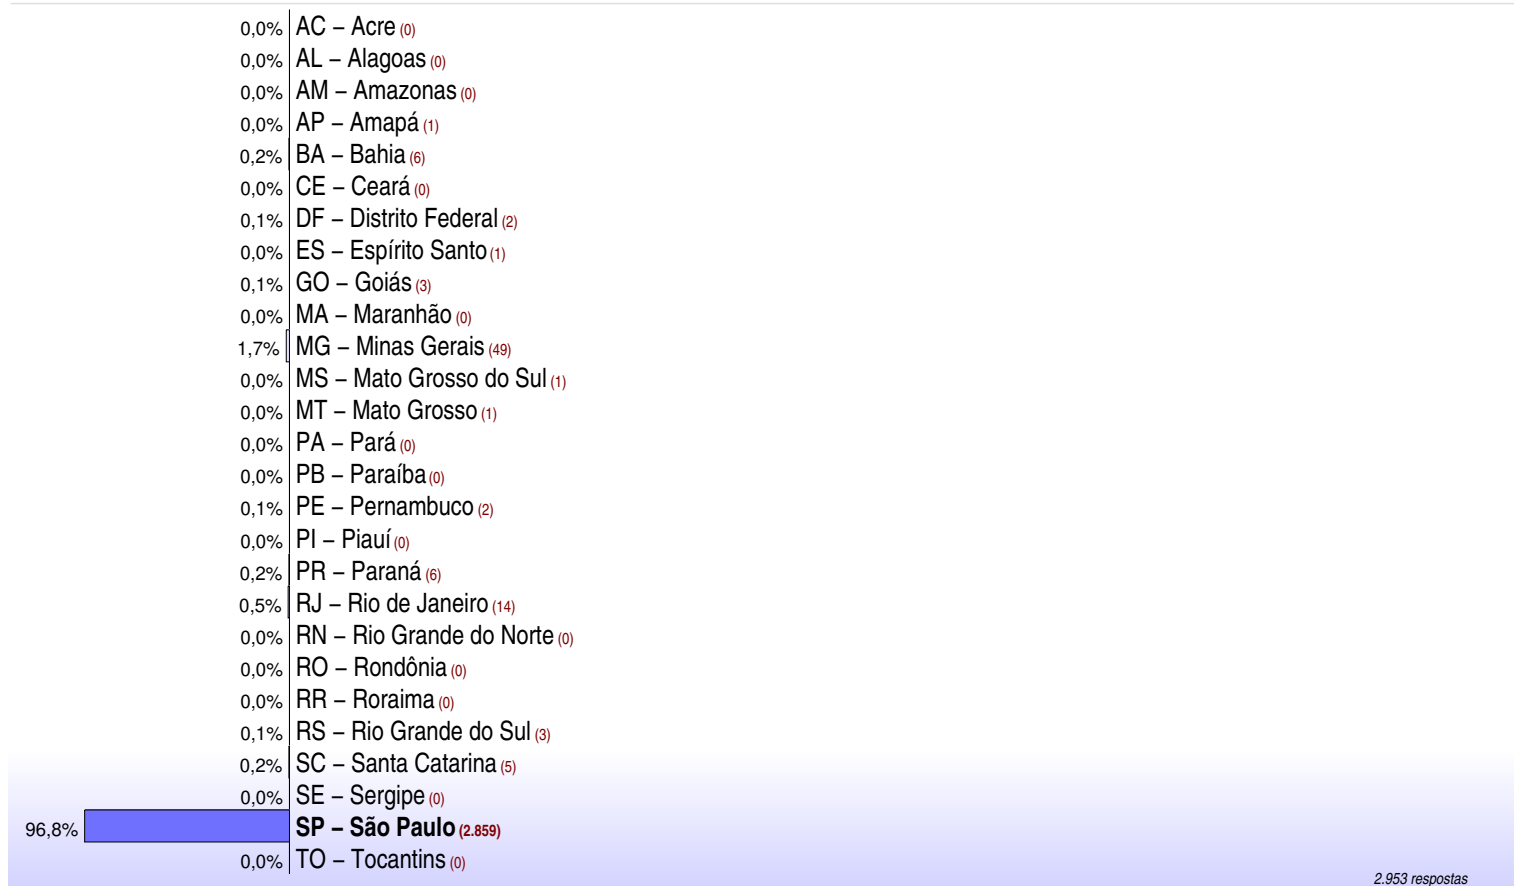 0,0% AC – Acre (0)
0,0% AL – Alagoas (0)
0,0% AM – Amazonas (0)
0,0% AP – Amapá (1)
0,2% BA – Bahia (6)
0,0% CE – Ceará (0)
0,1% DF – Distrito Federal (2)
0,0% ES – Espírito Santo (1)
0,1% GO – Goiás (3)
0,0% MA – Maranhão (0)
1,7% MG – Minas Gerais (49)
0,0% MS – Mato Grosso do Sul (1)
0,0% MT – Mato Grosso (1)
0,0% PA – Pará (0)
0,0% PB – Paraíba (0)
0,1% PE – Pernambuco (2)
0,0% PI – Piauí (0)
0,2% PR – Paraná (6)
0,5% RJ – Rio de Janeiro (14)
0,0% RN – Rio Grande do Norte (0)
0,0% RO – Rondônia (0)
0,0% RR – Roraima (0)
0,1% RS – Rio Grande do Sul (3)
0,2% SC – Santa Catarina (5)
0,0% SE – Sergipe (0)
96,8% SP – São Paulo (2.859)
0,0% TO – Tocantins (0)
2.953 respostas